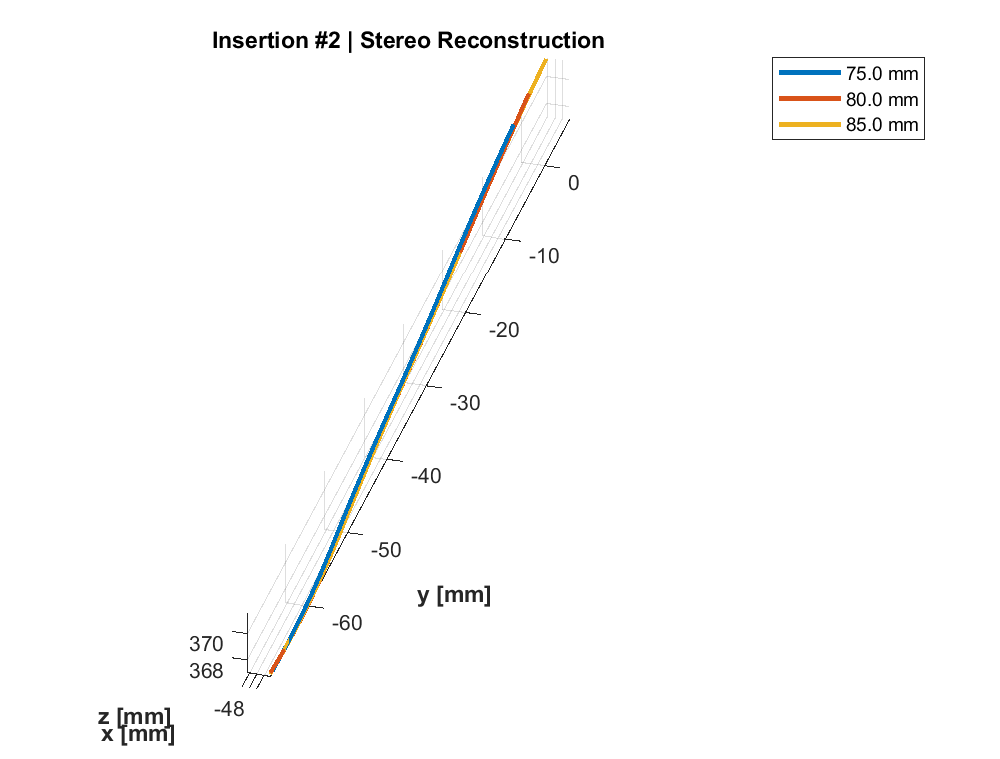 Insertion #2 | Stereo Reconstruction
75.0 mm
80.0 mm
85.0 mm
0
-10
-20
-30
-40
-50
-60
y [mm]
370
368
-48
z [mm]
x [mm]